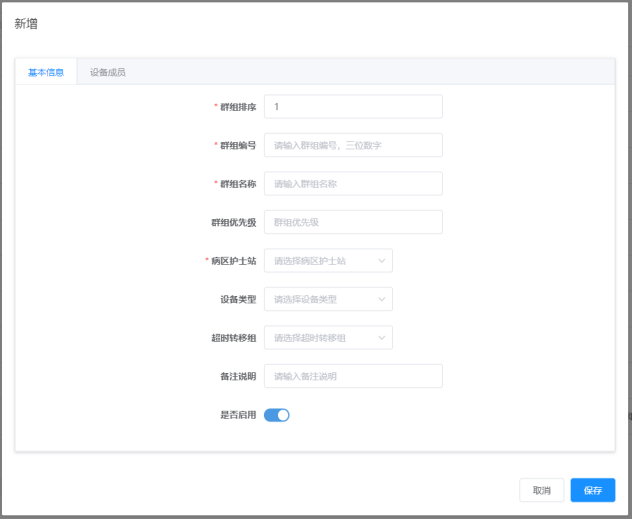 新增
基本信息 设备成员
* 群组排序 1
* 群组编号 请输入群组编号，三位数字
* 群组名称 请输入群组名称
群组优先级 群组优先级
* 病区护士站 请选择病区护士站
设备类型 请选择设备类型
超时转移组 请选择超时转移组
备注说明 请输入备注说明
是否启用
取消 保存